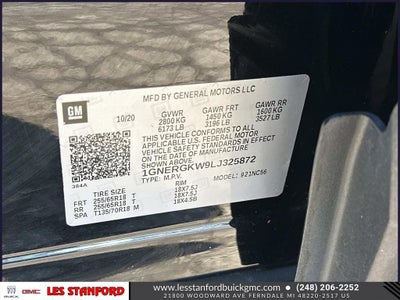 MFD BY GENERAL MOTORS LLC
GM
10/20
GVWR GAWR FRT GAWR RR
2800 KG 1450 KG 1600 KG
6173 LB 3196 LB 3527 LB
THIS VEHICLE CONFORMS TO ALL
APPLICABLE U.S. FEDERAL MOTOR
VEHICLE SAFETY STANDARDS IN EFFECT
ON THE DATE OF MANUFACTURE SHOWN ABOVE.
1GNERGKW9LJ325872
TYPE: M.P.V. MODEL: 921NC56
384A
TIRE SIZE RIM
FRT 255/65R18 T 18X7.5J
RR 255/65R18 T 18X7.5J
SPA T135/70R18 M 18X4.5B
BUICK GMC LES STANFORD
www.lesstanfordbuickgmc.com (248) 206-2252
21800 WOODWARD AVE FERNDALE MI 48220-2517 US